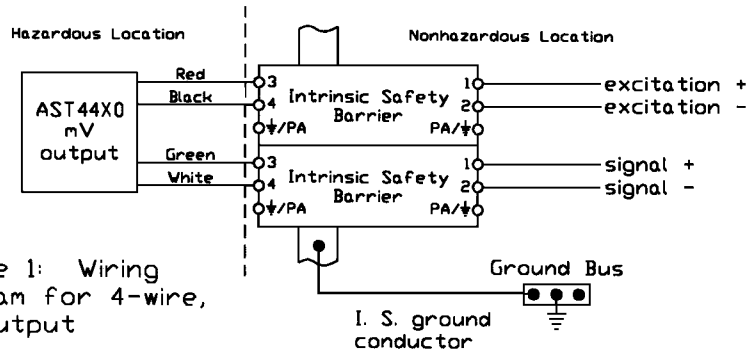 Hazardous Location
Nonhazardous Location
Red
Black
Green
White
AST44X0
mV
output
3
4
⏚/PA
Intrinsic Safety
Barrier
1
2
PA/⏚
excitation +
excitation -
3
4
⏚/PA
Intrinsic Safety
Barrier
1
2
PA/⏚
signal +
signal -
e 1: Wiring
am for 4-wire,
utput
Ground Bus
I. S. ground
conductor